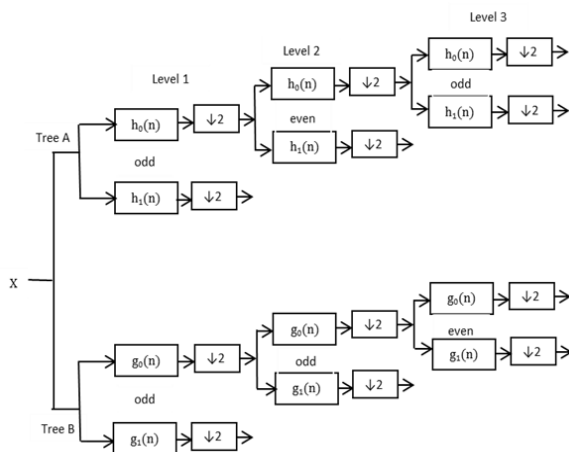 Level 3
h₀(n) ↓2
Level 2
h₀(n) ↓2 odd
Level 1
h₁(n) ↓2
h₀(n) ↓2 even
h₁(n) ↓2
Tree A
odd
h₁(n) ↓2
X
g₀(n) ↓2
g₀(n) ↓2 even
g₀(n) ↓2 odd g₁(n) ↓2
g₁(n) ↓2
odd
Tree B
g₁(n) ↓2